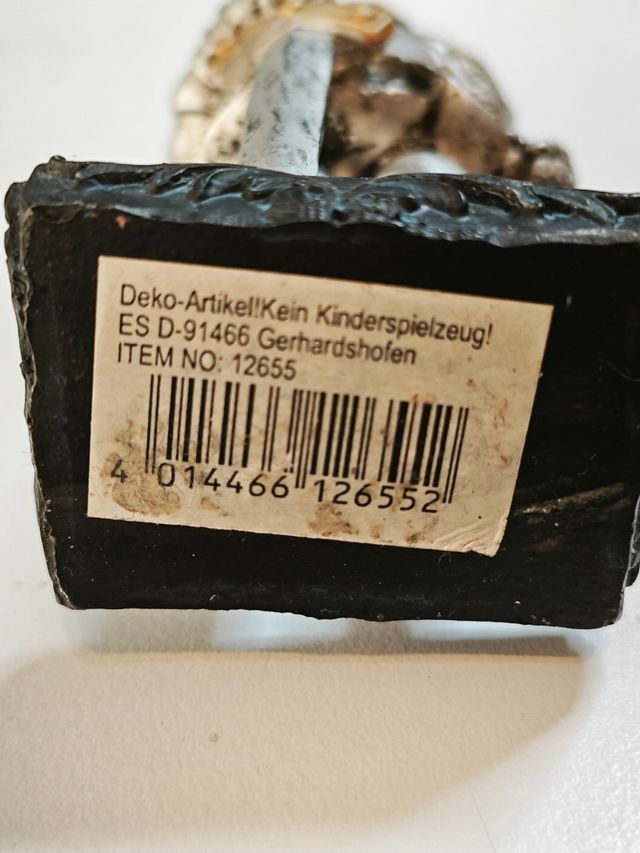 Deko-Artikel!Kein Kinderspielzeug!
ES D-91466 Gerhardshofen
ITEM NO: 12655
4 014466 126552